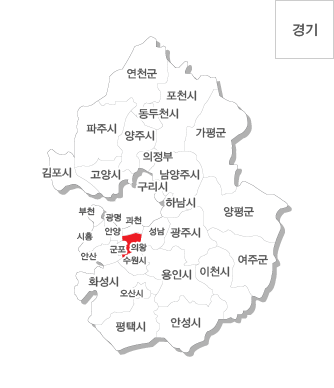 경기
연천군
포천시
동두천시
파주시
양주시
가평군
의정부
김포시
고양시
남양주시
구리시
하남시
부천
광명
과천
양평군
시흥
안양
성남
광주시
군포
의왕
안산
수원시
여주군
용인시
이천시
화성시
오산시
평택시
안성시